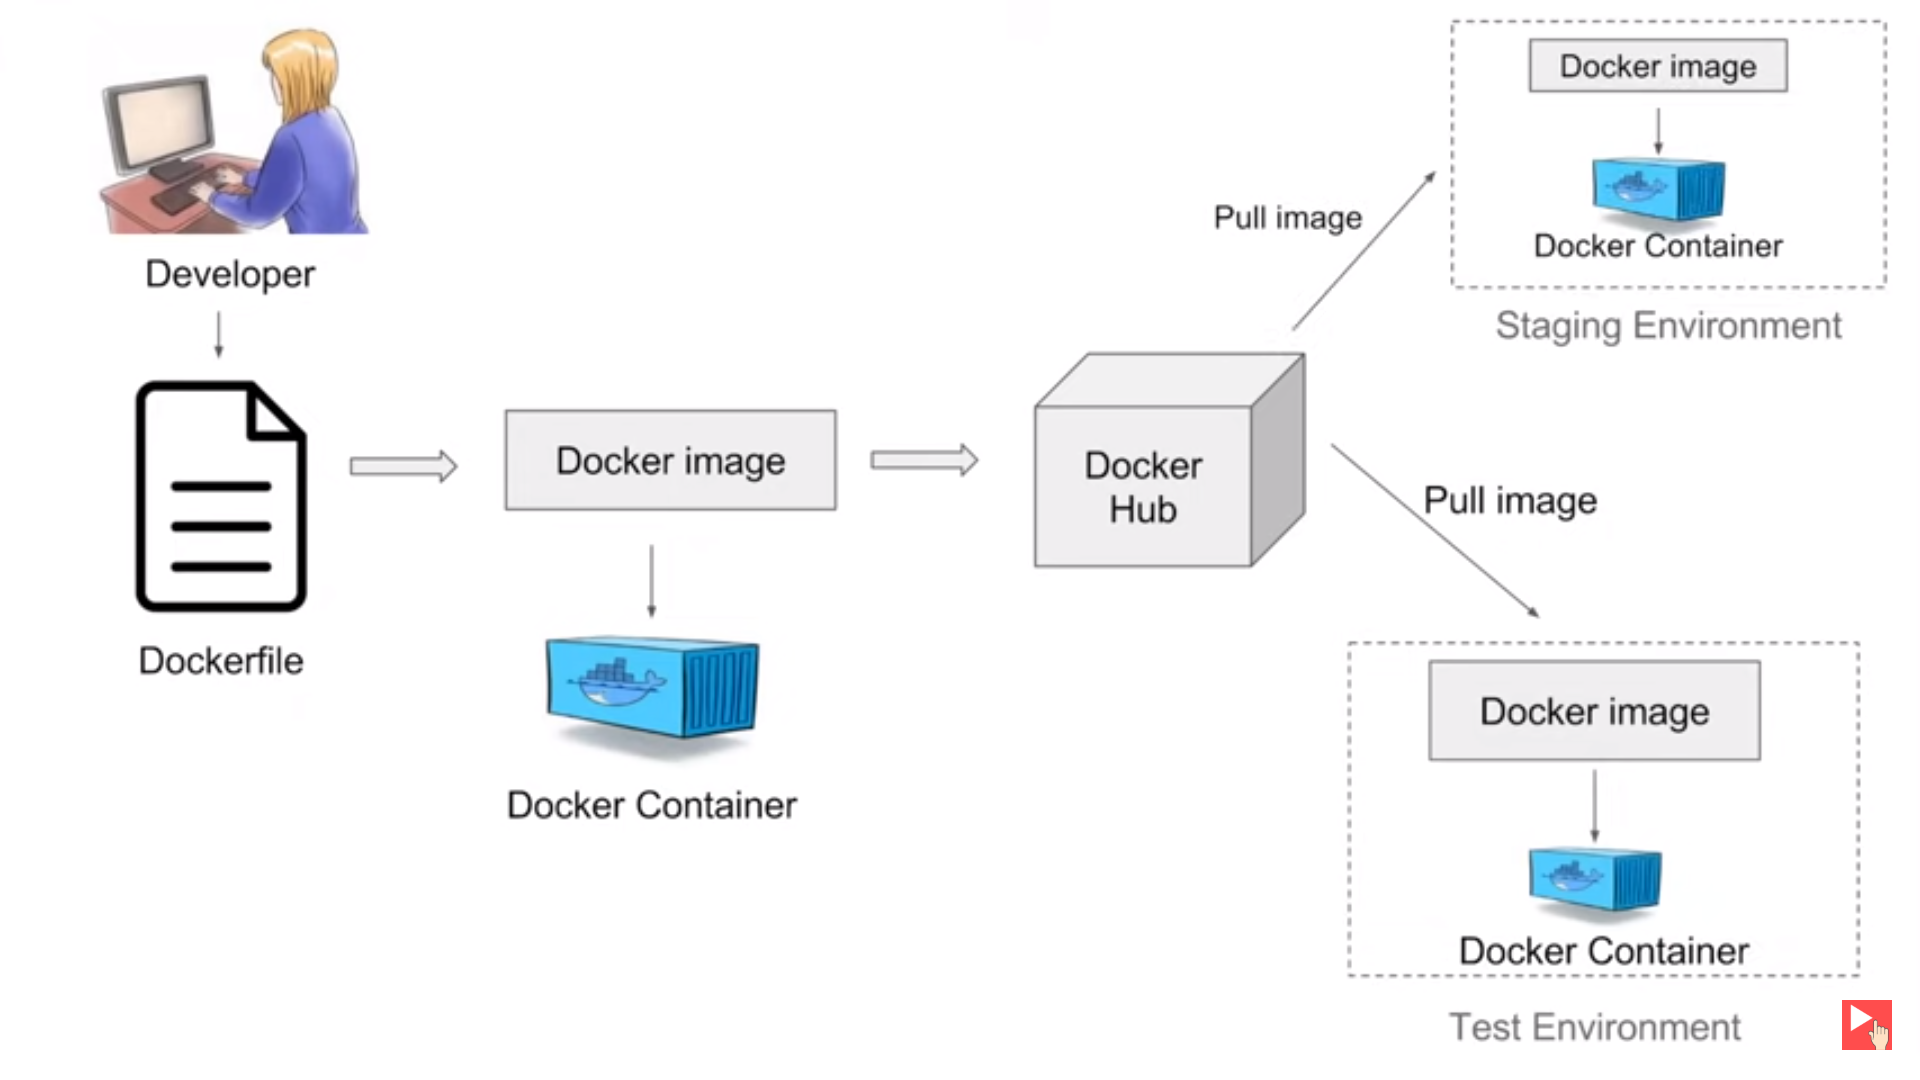 Developer
Dockerfile
Docker image
Docker Container
Docker
Hub
Pull image
Docker image
Docker Container
Staging Environment
Pull image
Docker image
Docker Container
Test Environment